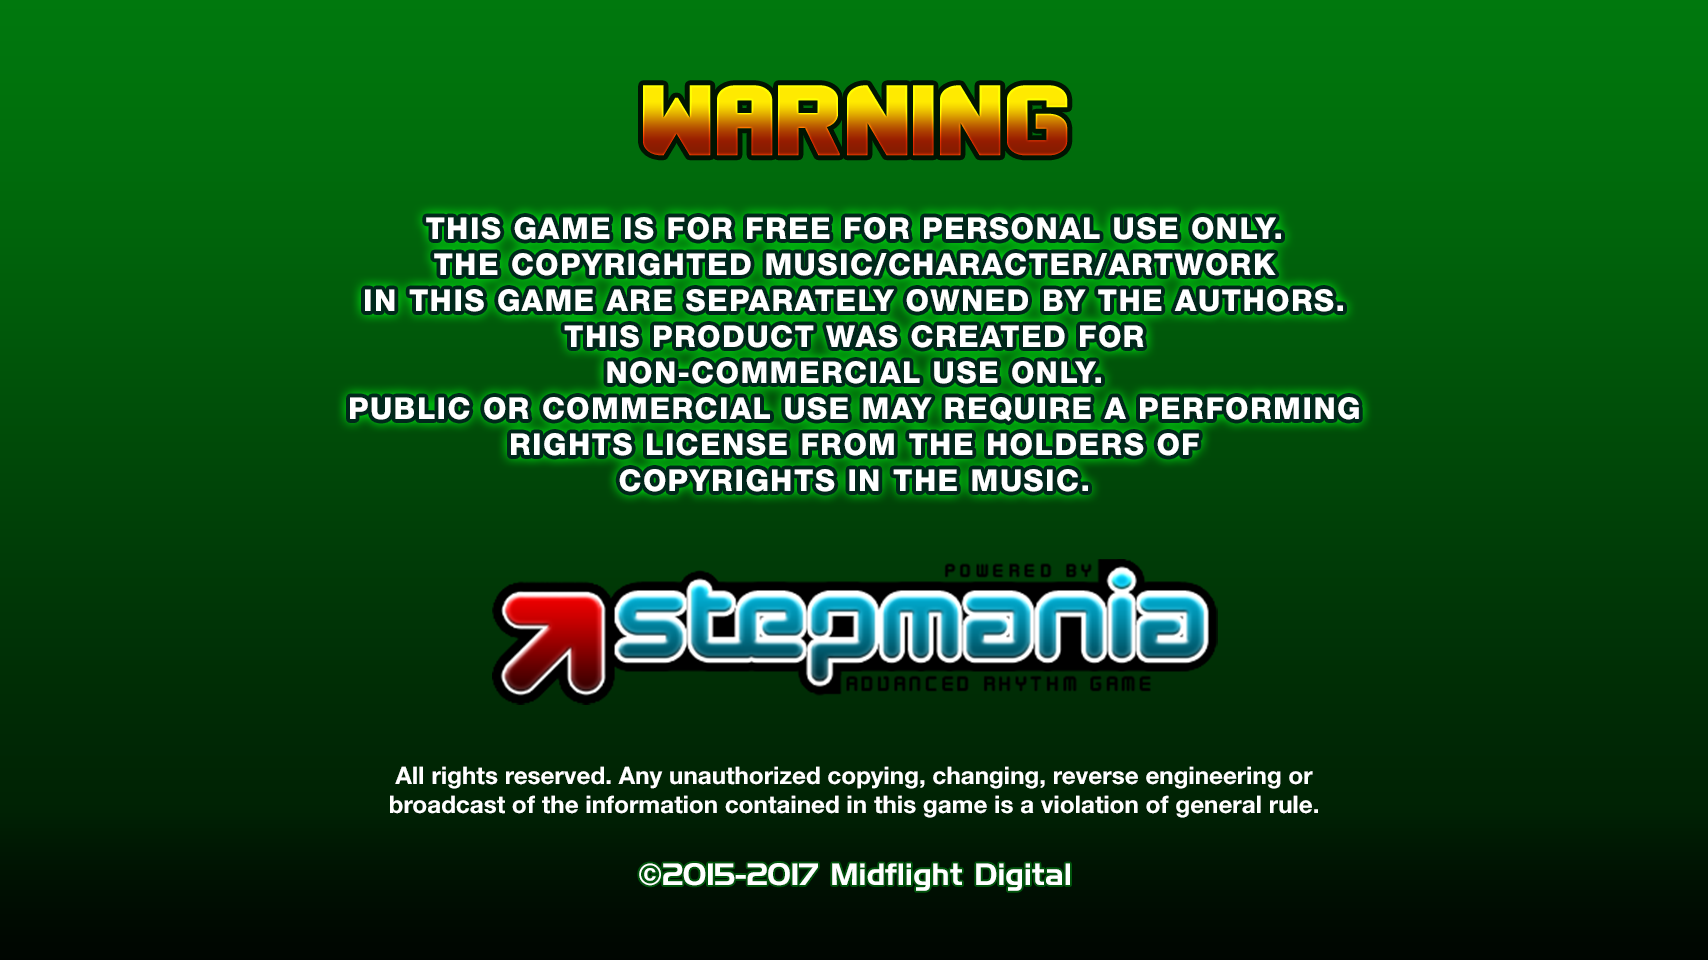 WARNING
THIS GAME IS FOR FREE FOR PERSONAL USE ONLY.
THE COPYRIGHTED MUSIC/CHARACTER/ARTWORK
IN THIS GAME ARE SEPARATELY OWNED BY THE AUTHORS.
THIS PRODUCT WAS CREATED FOR
NON-COMMERCIAL USE ONLY.
PUBLIC OR COMMERCIAL USE MAY REQUIRE A PERFORMING
RIGHTS LICENSE FROM THE HOLDERS OF
COPYRIGHTS IN THE MUSIC.
POWERED BY
stepmania
ADVANCED RHYTHM GAME
All rights reserved. Any unauthorized copying, changing, reverse engineering or
broadcast of the information contained in this game is a violation of general rule.
©2015-2017 Midflight Digital